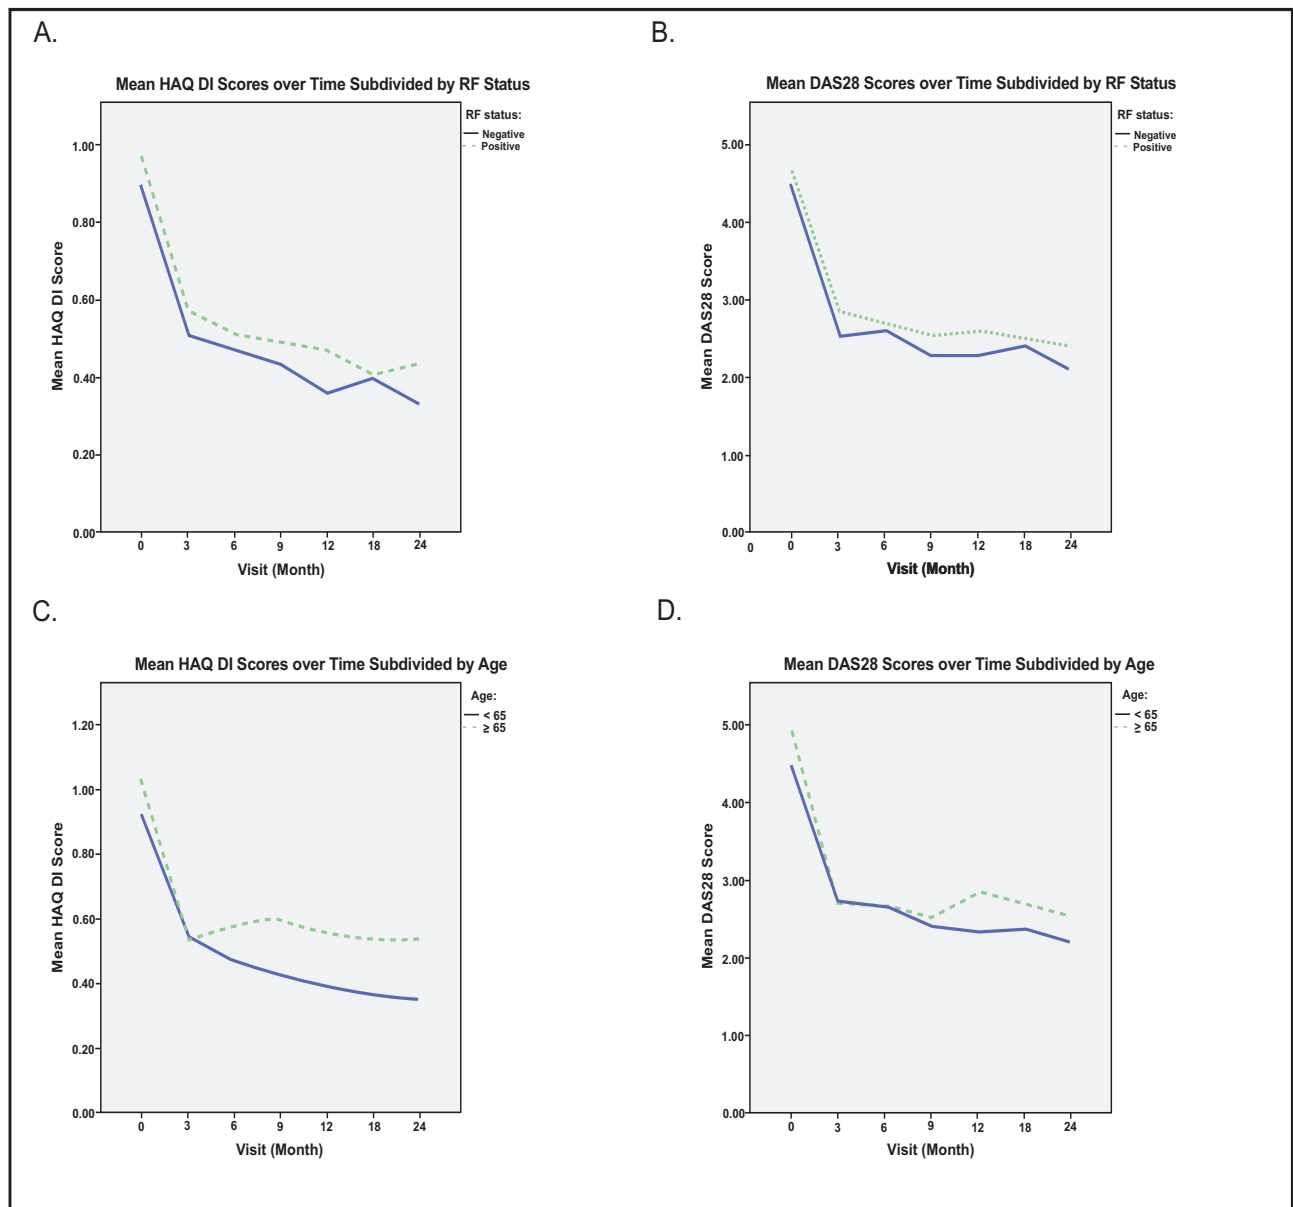 A.
Mean HAQ DI Scores over Time Subdivided by RF Status
RF status:
Negative
Positive
Mean HAQ DI Score
1.00
0.80
0.60
0.40
0.20
0.00
0 3 6 9 12 18 24
Visit (Month)
B.
Mean DAS28 Scores over Time Subdivided by RF Status
RF status:
Negative
Positive
Mean DAS28 Score
5.00
4.00
3.00
2.00
1.00
0.00
0 0 3 6 9 12 18 24
Visit (Month)
C.
Mean HAQ DI Scores over Time Subdivided by Age
Age:
< 65
≥ 65
Mean HAQ DI Score
1.20
1.00
0.80
0.60
0.40
0.20
0.00
0 3 6 9 12 18 24
Visit (Month)
D.
Mean DAS28 Scores over Time Subdivided by Age
Age:
< 65
≥ 65
Mean DAS28 Score
5.00
4.00
3.00
2.00
1.00
0.00
0 3 6 9 12 18 24
Visit (Month)